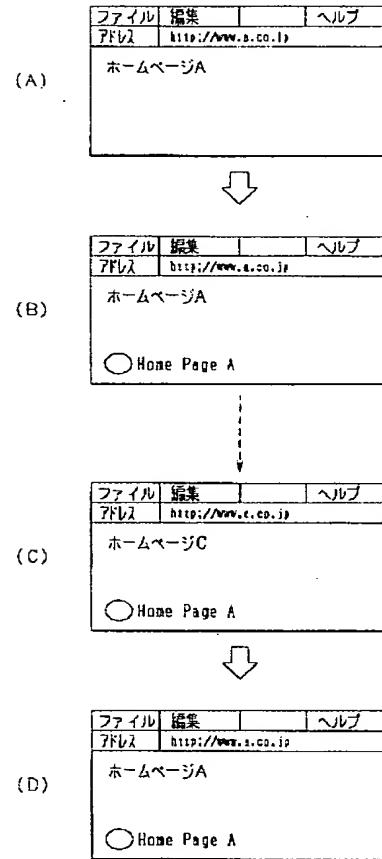 (A)
ファイル 編集 ヘルプ
アドレス http://www.a.co.jp
ホームページA
(B)
ファイル 編集 ヘルプ
アドレス http://www.a.co.jp
ホームページA
Home Page A
(C)
ファイル 編集 ヘルプ
アドレス http://www.c.co.jp
ホームページC
Home Page A
(D)
ファイル 編集 ヘルプ
アドレス http://www.a.co.jp
ホームページA
Home Page A